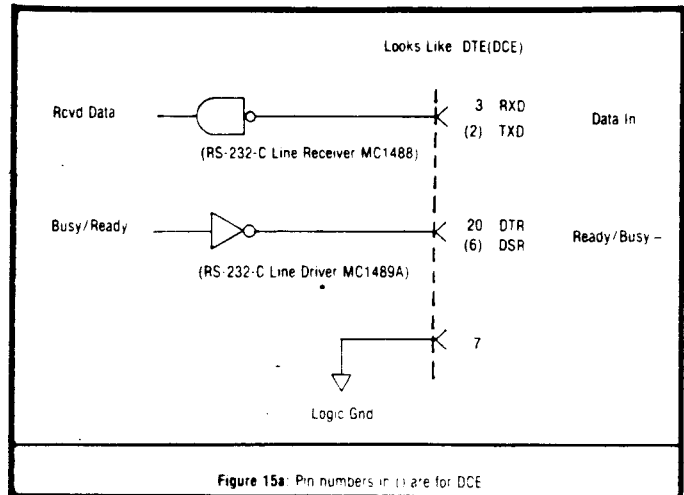 Looks Like DTE(DCE)
Rcvd Data
3 RXD
(2) TXD
Data In
(RS-232-C Line Receiver MC1488)
Busy/Ready
20 DTR
(6) DSR
Ready/Busy –
(RS-232-C Line Driver MC1489A)
7
Logic Gnd
Figure 15a: Pin numbers in () are for DCE